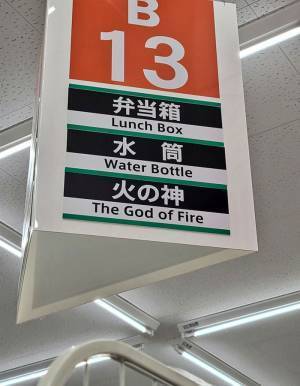 B
13
弁当箱
Lunch Box
水 筒
Water Bottle
火の神
The God of Fire